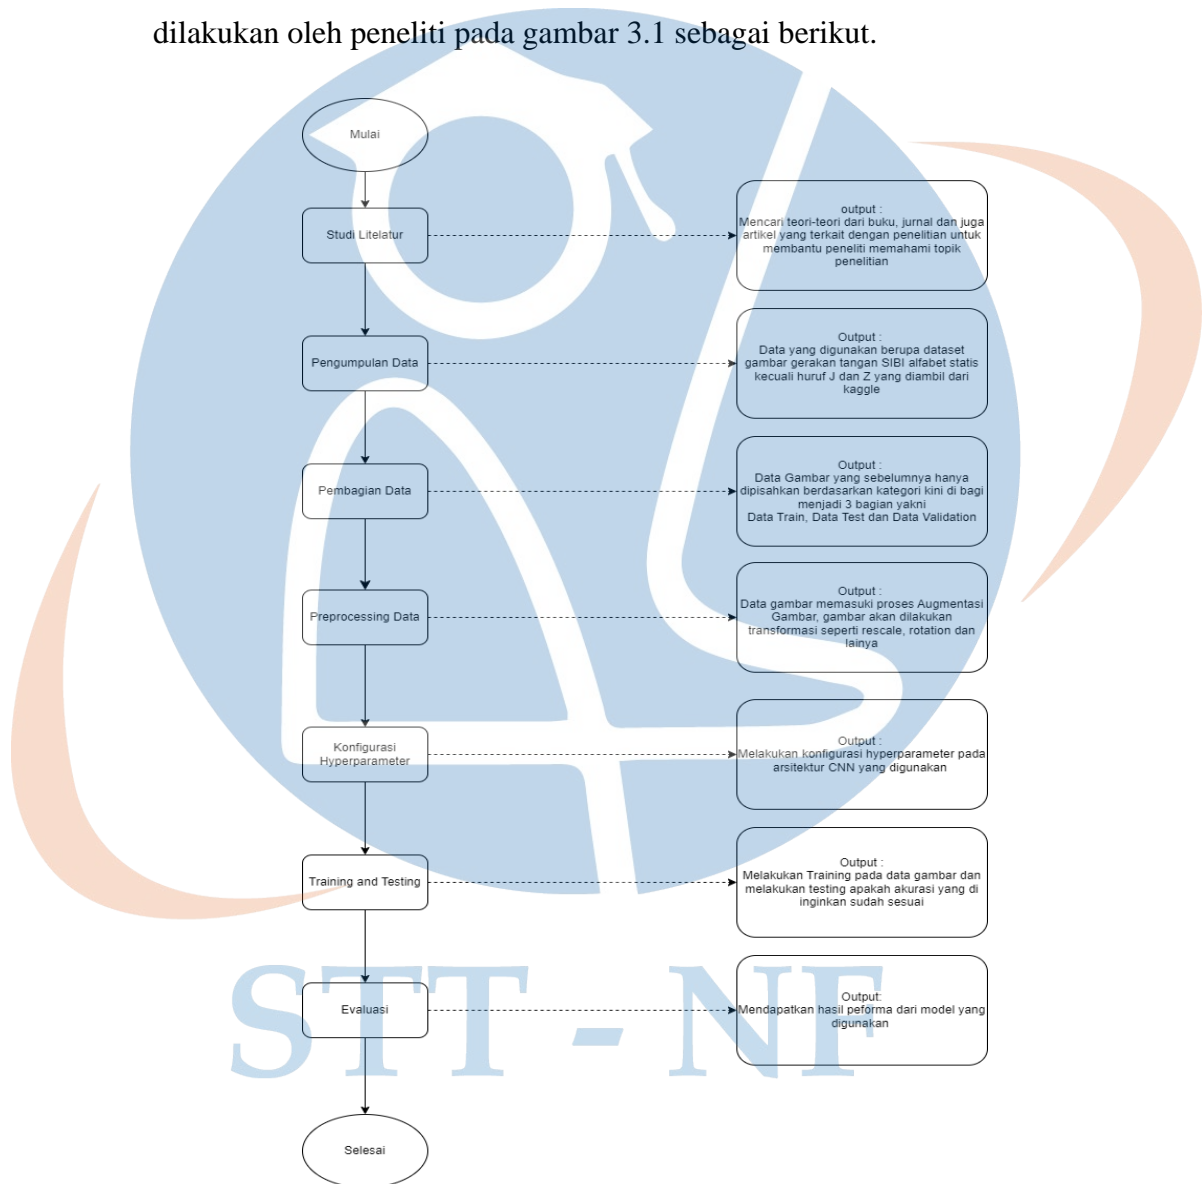 dilakukan oleh peneliti pada gambar 3.1 sebagai berikut.
Mulai
Studi Litelatur
output :
Mencari teori-teori dari buku, jurnal dan juga
artikel yang terkait dengan penelitian untuk
membantu peneliti memahami topik
penelitian
Pengumpulan Data
Output :
Data yang digunakan berupa dataset
gambar gerakan tangan SIBI alfabet statis
kecuali huruf J dan Z yang diambil dari
kaggle
Pembagian Data
Output :
Data Gambar yang sebelumnya hanya
dipisahkan berdasarkan kategori kini di bagi
menjadi 3 bagian yakni
Data Train, Data Test dan Data Validation
Preprocessing Data
Output :
Data gambar memasuki proses Augmentasi
Gambar, gambar akan dilakukan
transformasi seperti rescale, rotation dan
lainya
Konfigurasi
Hyperparameter
Output :
Melakukan konfigurasi hyperparameter pada
arsitektur CNN yang digunakan
Training and Testing
Output :
Melakukan Training pada data gambar dan
melakukan testing apakah akurasi yang di
inginkan sudah sesuai
Evaluasi
Output:
Mendapatkan hasil peforma dari model yang
digunakan
STT - NF
Selesai